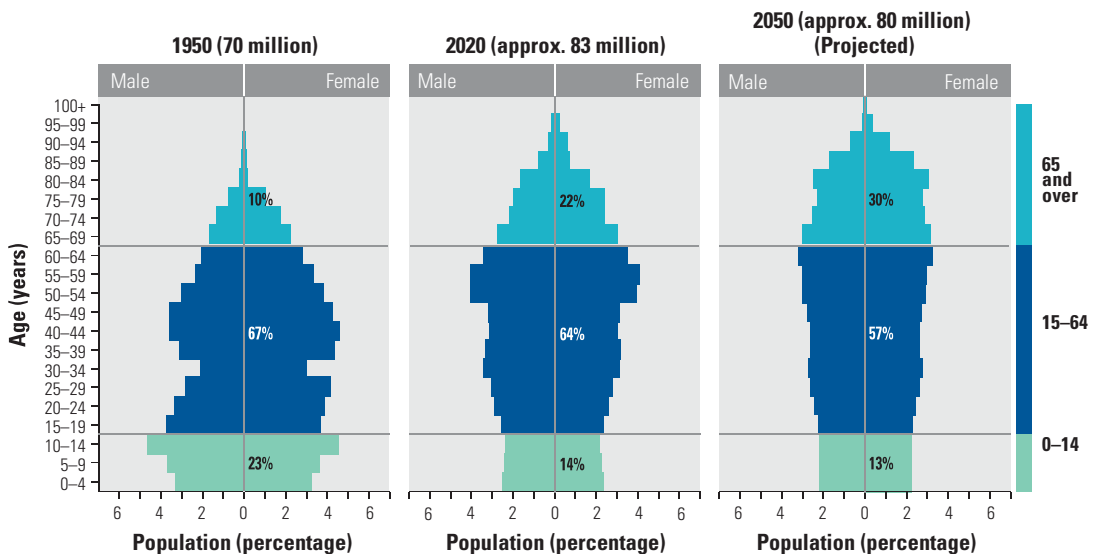 1950 (70 million)
2020 (approx. 83 million)
2050 (approx. 80 million)
(Projected)
Male
Female
Male
Female
Male
Female
Age (years)
100+
95–99
90–94
85–89
80–84
75–79
70–74
65–69
60–64
55–59
50–54
45–49
40–44
35–39
30–34
25–29
20–24
15–19
10–14
5–9
0–4
10%
67%
23%
22%
64%
14%
30%
57%
13%
65
and
over
15–64
0–14
6 4 2 0 2 4 6
6 4 2 0 2 4 6
6 4 2 0 2 4 6
Population (percentage)
Population (percentage)
Population (percentage)